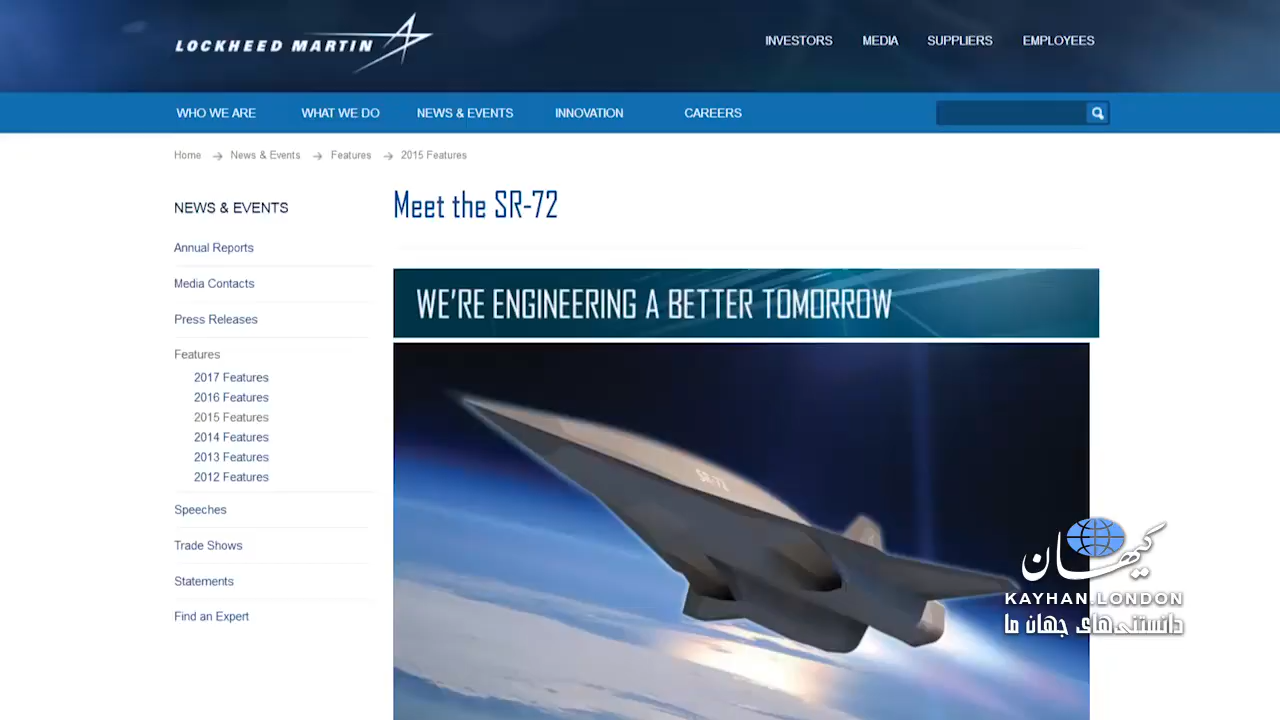 LOCKHEED MARTIN
INVESTORS MEDIA SUPPLIERS EMPLOYEES
WHO WE ARE WHAT WE DO NEWS & EVENTS INNOVATION CAREERS
Home → News & Events → Features → 2015 Features
NEWS & EVENTS
Annual Reports
Media Contacts
Press Releases
Features
2017 Features
2016 Features
2015 Features
2014 Features
2013 Features
2012 Features
Speeches
Trade Shows
Statements
Find an Expert
Meet the SR-72
WE'RE ENGINEERING A BETTER TOMORROW
SR-72
کیهان
KAYHAN.LONDON
دانستنی‌های جهان ما